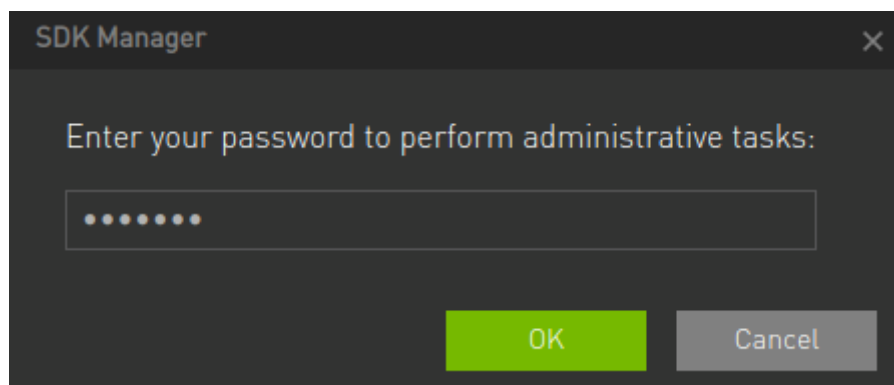 SDK Manager
Enter your password to perform administrative tasks:
•••••••
OK
Cancel